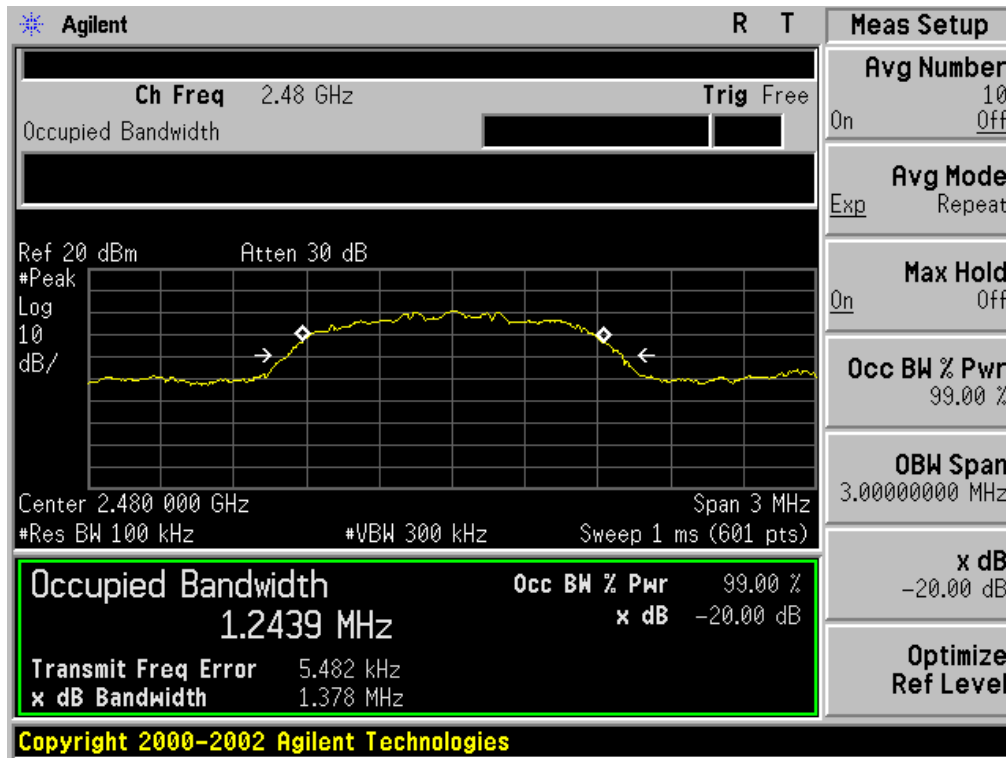 Agilent R T
Ch Freq 2.48 GHz Trig Free
Occupied Bandwidth
Ref 20 dBm Atten 30 dB
#Peak
Log
10
dB/
Center 2.480 000 GHz Span 3 MHz
#Res BW 100 kHz #VBW 300 kHz Sweep 1 ms (601 pts)
Occupied Bandwidth Occ BW % Pwr 99.00 %
1.2439 MHz x dB -20.00 dB
Transmit Freq Error 5.482 kHz
x dB Bandwidth 1.378 MHz
Copyright 2000-2002 Agilent Technologies
Meas Setup
Avg Number
10
On Off
Avg Mode
Exp Repeat
Max Hold
On Off
Occ BW % Pwr
99.00 %
OBW Span
3.00000000 MHz
x dB
-20.00 dB
Optimize
Ref Level